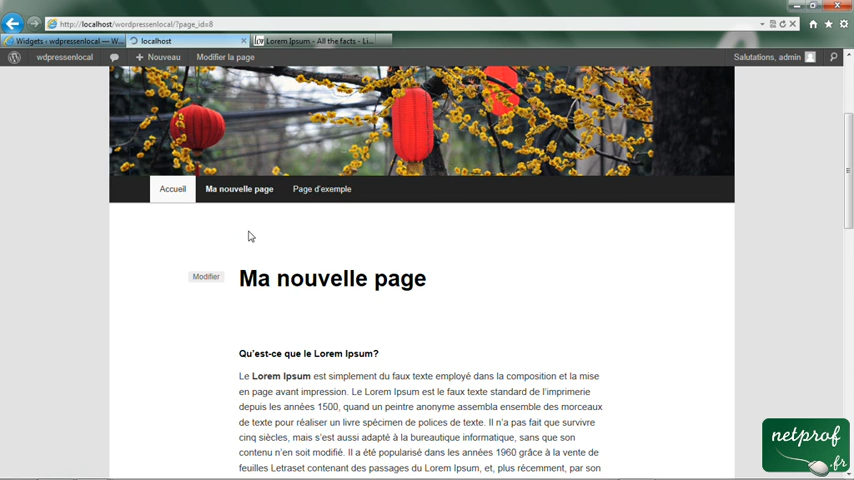 http://localhost/wordpressenlocal/?page_id=8
Widgets ‹ wdpressenlocal — W...
localhost
Lorem Ipsum - All the facts - Li...
wdpressenlocal
Nouveau
Modifier la page
Salutations, admin
Accueil
Ma nouvelle page
Page d'exemple
Modifier
Ma nouvelle page
Qu'est-ce que le Lorem Ipsum?
Le Lorem Ipsum est simplement du faux texte employé dans la composition et la mise
en page avant impression. Le Lorem Ipsum est le faux texte standard de l'imprimerie
depuis les années 1500, quand un peintre anonyme assembla ensemble des morceaux
de texte pour réaliser un livre spécimen de polices de texte. Il n'a pas fait que survivre
cinq siècles, mais s'est aussi adapté à la bureautique informatique, sans que son
contenu n'en soit modifié. Il a été popularisé dans les années 1960 grâce à la vente de
feuilles Letraset contenant des passages du Lorem Ipsum, et, plus récemment, par son
netprof
.fr